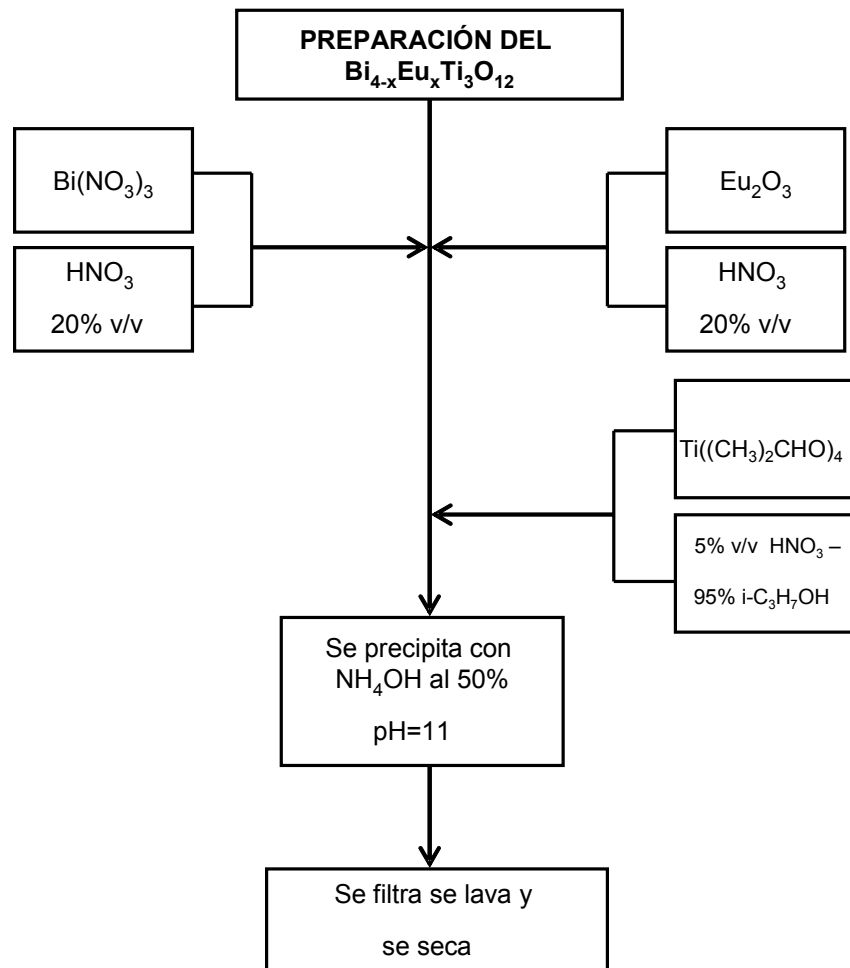 PREPARACIÓN DEL
Bi₄₋ₓEuₓTi₃O₁₂
Bi(NO₃)₃
HNO₃
20% v/v
Eu₂O₃
HNO₃
20% v/v
Ti((CH₃)₂CHO)₄
5% v/v HNO₃ –
95% i-C₃H₇OH
Se precipita con
NH₄OH al 50%
pH=11
Se filtra se lava y
se seca